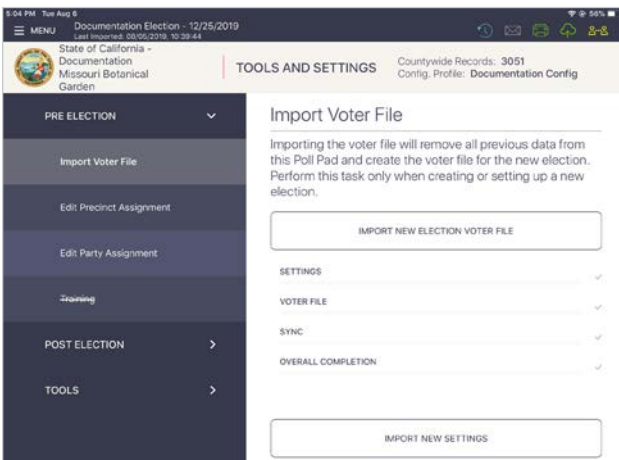 5:04 PM Tue Aug 6
56%
MENU
Documentation Election - 12/25/2019
Last Imported: 08/05/2019, 10:39:44
State of California -
Documentation
Missouri Botanical
Garden
TOOLS AND SETTINGS
Countywide Records: 3051
Config. Profile: Documentation Config
PRE ELECTION
Import Voter File
Edit Precinct Assignment
Edit Party Assignment
Training
POST ELECTION
TOOLS
Import Voter File
Importing the voter file will remove all previous data from
this Poll Pad and create the voter file for the new election.
Perform this task only when creating or setting up a new
election.
IMPORT NEW ELECTION VOTER FILE
SETTINGS
VOTER FILE
SYNC
OVERALL COMPLETION
IMPORT NEW SETTINGS